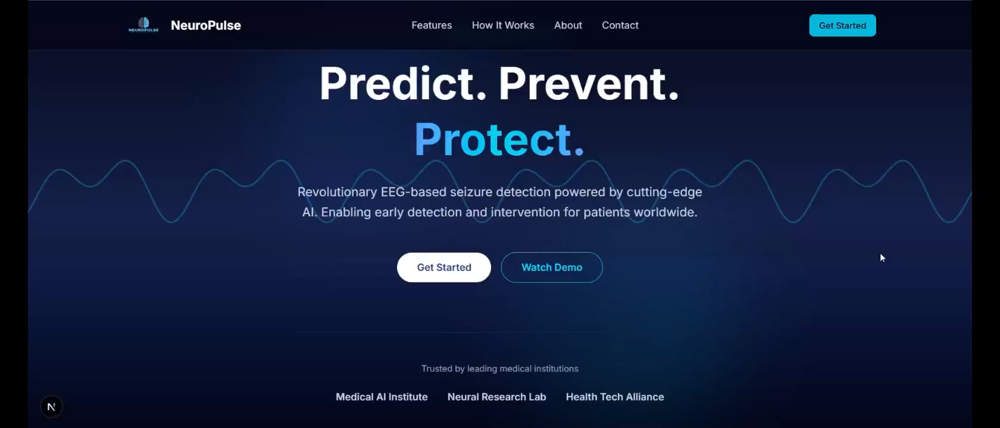 NEUROPULSE
NeuroPulse
Features
How It Works
About
Contact
Get Started
Predict. Prevent.
Protect.
Revolutionary EEG-based seizure detection powered by cutting-edge
AI. Enabling early detection and intervention for patients worldwide.
Get Started
Watch Demo
Trusted by leading medical institutions
Medical AI Institute
Neural Research Lab
Health Tech Alliance
N